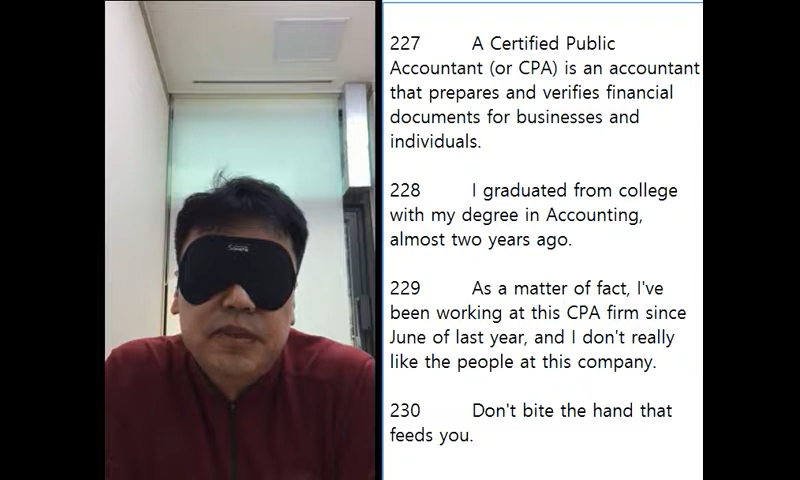 227 A Certified Public
Accountant (or CPA) is an accountant
that prepares and verifies financial
documents for businesses and
individuals.
228 I graduated from college
with my degree in Accounting,
almost two years ago.
229 As a matter of fact, I've
been working at this CPA firm since
June of last year, and I don't really
like the people at this company.
230 Don't bite the hand that
feeds you.